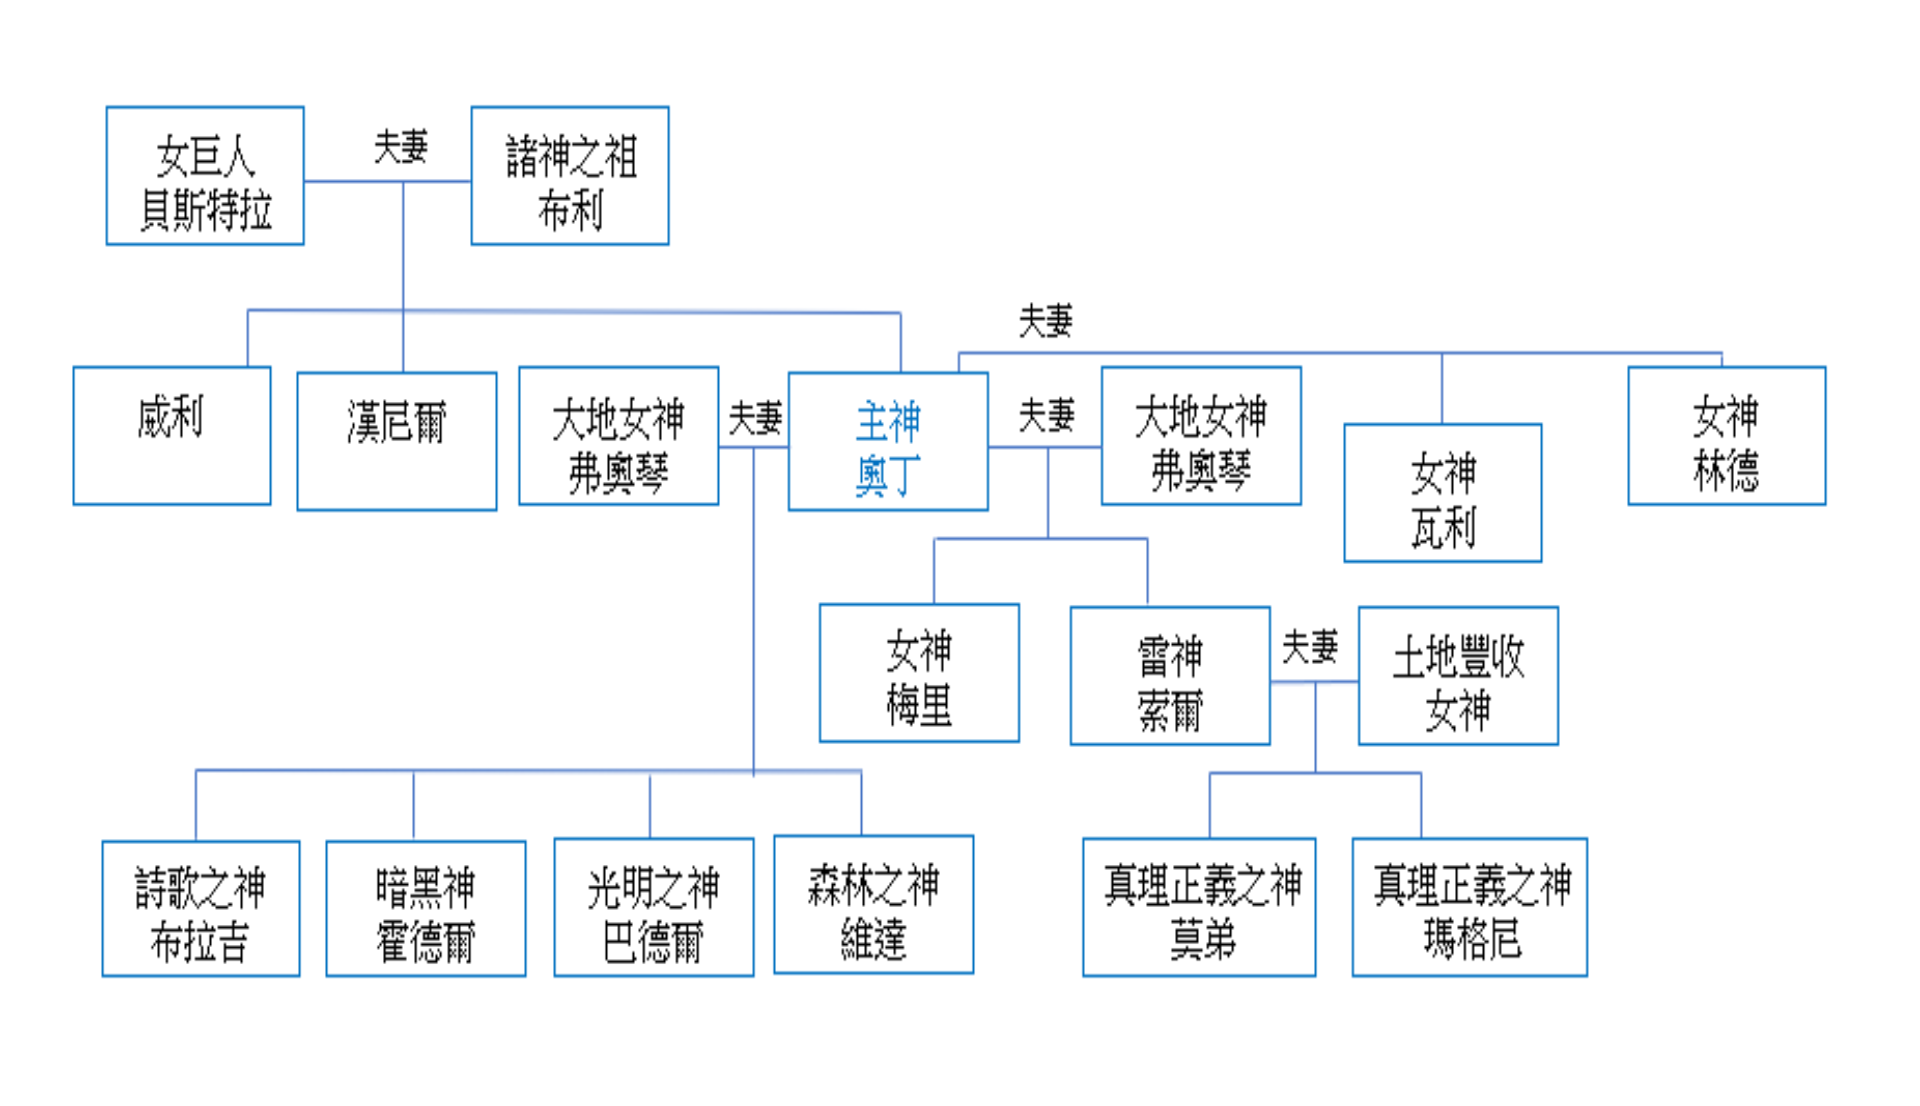 女巨人
貝斯特拉
夫妻
諸神之祖
布利
夫妻
威利
漢尼爾
大地女神
弗奧琴
夫妻
主神
奧丁
夫妻
大地女神
弗奧琴
女神
瓦利
女神
林德
女神
梅里
雷神
索爾
夫妻
土地豐收
女神
詩歌之神
布拉吉
暗黑神
霍德爾
光明之神
巴德爾
森林之神
維達
真理正義之神
莫弟
真理正義之神
瑪格尼